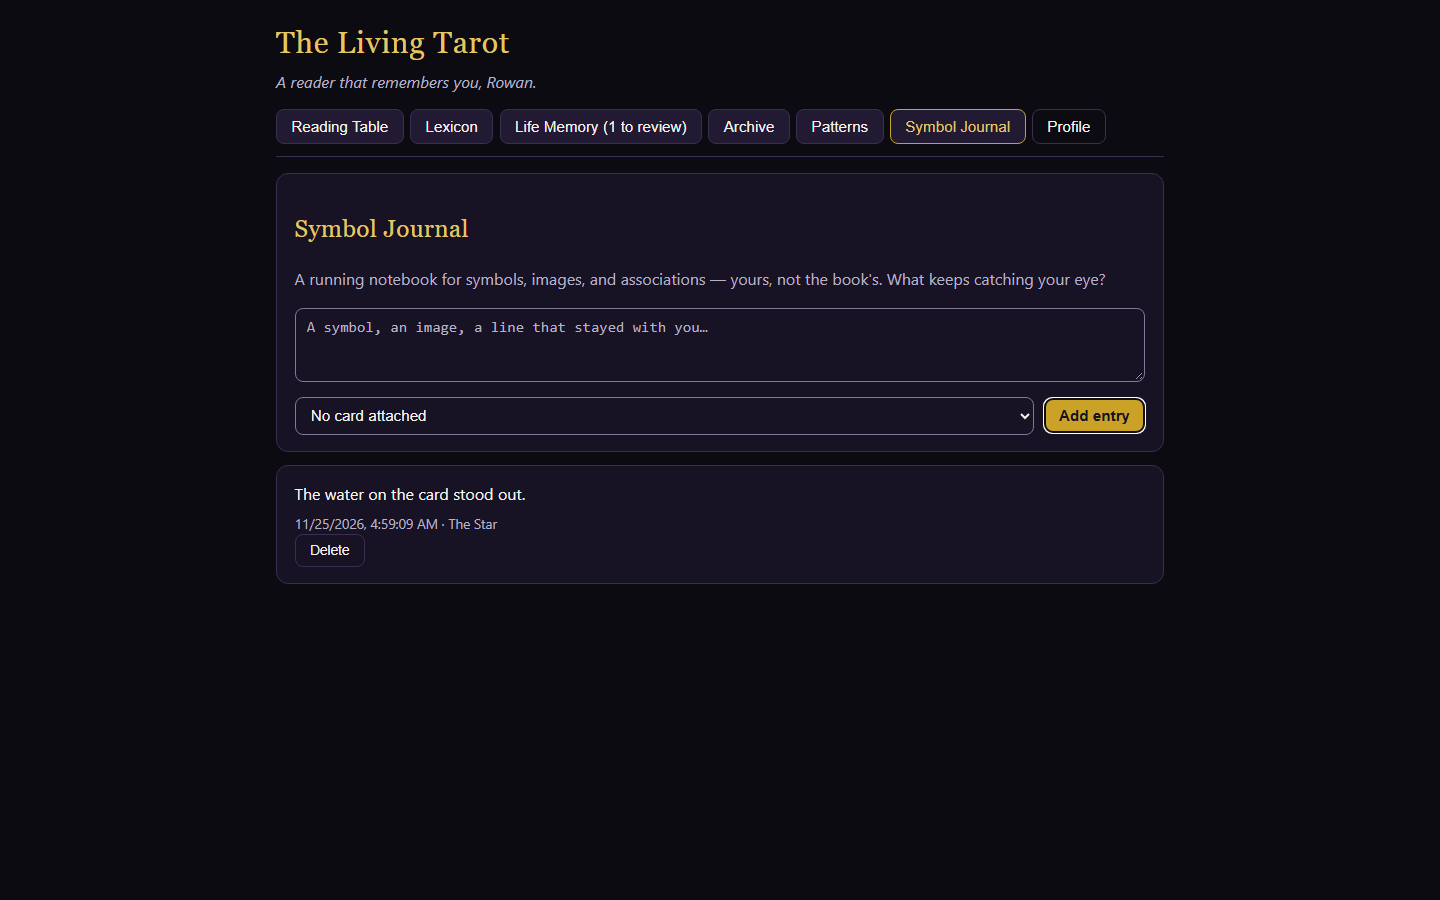 The Living Tarot
A reader that remembers you, Rowan.
Reading Table
Lexicon
Life Memory (1 to review)
Archive
Patterns
Symbol Journal
Profile
Symbol Journal
A running notebook for symbols, images, and associations — yours, not the book's. What keeps catching your eye?
A symbol, an image, a line that stayed with you…
No card attached
Add entry
The water on the card stood out.
11/25/2026, 4:59:09 AM · The Star
Delete